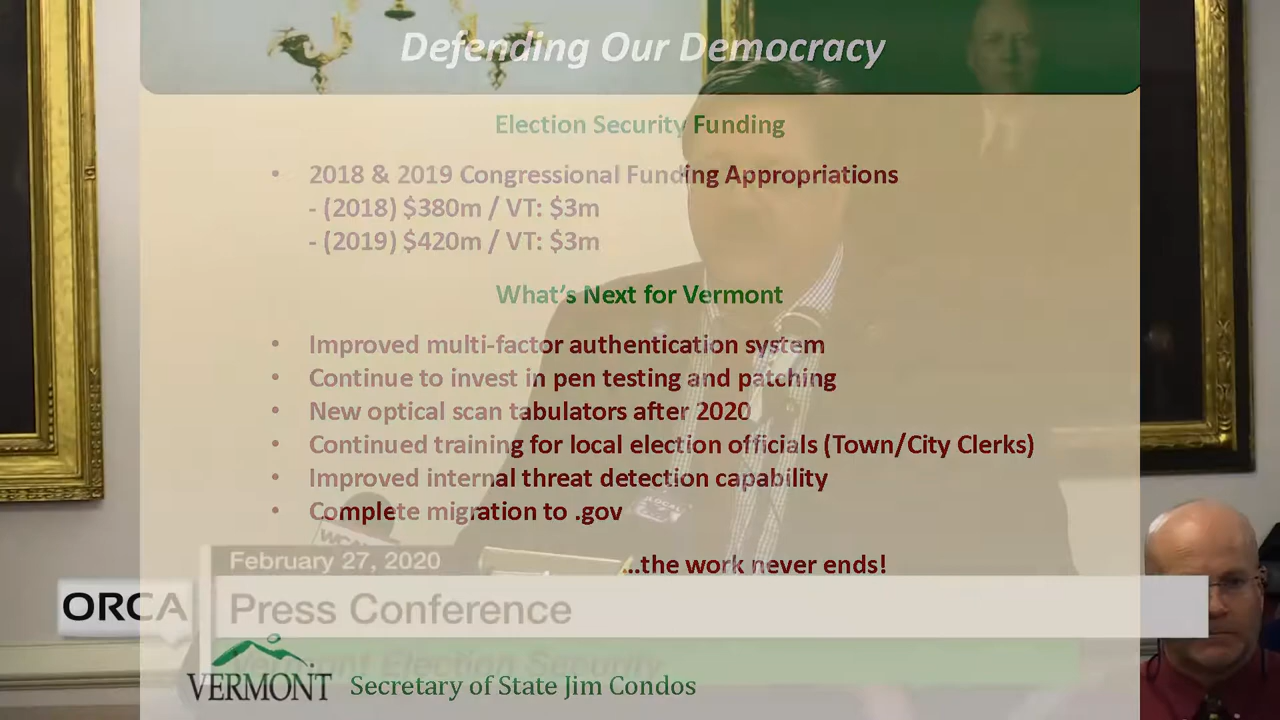 Defending Our Democracy
Election Security Funding
• 2018 & 2019 Congressional Funding Appropriations
- (2018) $380m / VT: $3m
- (2019) $420m / VT: $3m
What's Next for Vermont
• Improved multi-factor authentication system
• Continue to invest in pen testing and patching
• New optical scan tabulators after 2020
• Continued training for local election officials (Town/City Clerks)
• Improved internal threat detection capability
• Complete migration to .gov
...the work never ends!
February 27, 2020
ORCA
Press Conference
Vermont Election Security
VERMONT Secretary of State Jim Condos